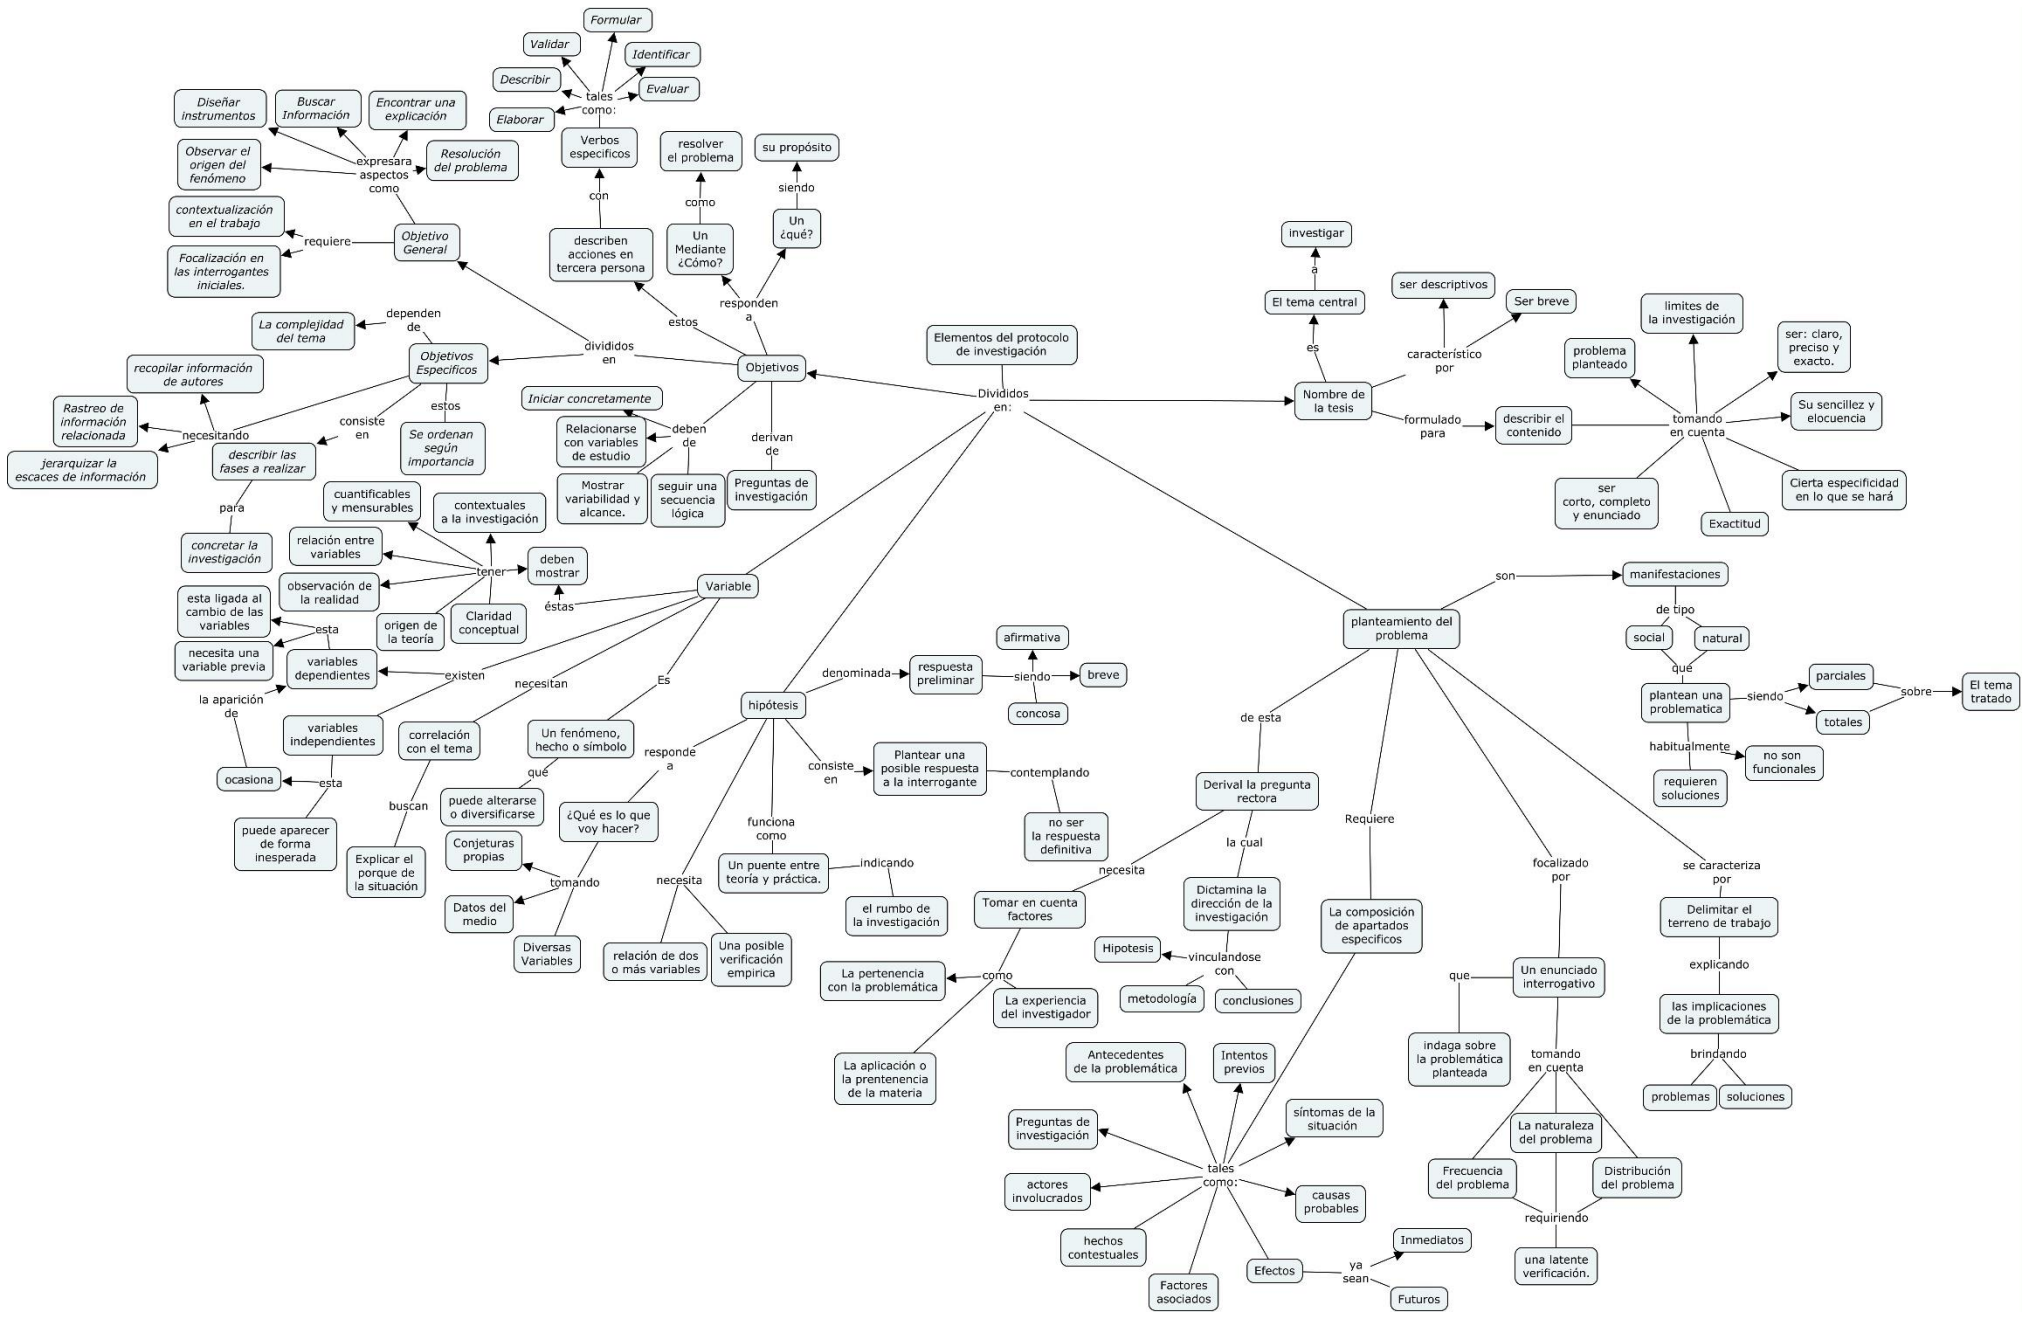 Formular
Validar
Identificar
Describir
Evaluar
tales
como:
Elaborar
Diseñar
instrumentos
Buscar
Información
Encontrar una
explicación
Observar el
origen del
fenómeno
expresara
aspectos
como
Resolución
del problema
contextualización
en el trabajo
requiere
Objetivo
General
Focalización en
las interrogantes
iniciales.
Verbos
especificos
con
describen
acciones en
tercera persona
estos
resolver
el problema
como
Un
Mediante
¿Cómo?
su propósito
siendo
Un
¿qué?
responden
a
divididos
en
Objetivos
La complejidad
del tema
dependen
de
Objetivos
Especificos
recopilar información
de autores
Rastreo de
información
relacionada
necesitando
jerarquizar la
escaces de información
consiste
en
describir las
fases a realizar
para
concretar la
investigación
estos
Se ordenan
según
importancia
Iniciar concretamente
deben
de
Relacionarse
con variables
de estudio
Mostrar
variabilidad y
alcance.
seguir una
secuencia
lógica
derivan
de
Preguntas de
investigación
Elementos del protocolo
de investigación
Divididos
en:
investigar
a
El tema central
es
Nombre de
la tesis
ser descriptivos
Ser breve
característico
por
formulado
para
describir el
contenido
tomando
en cuenta
problema
planteado
limites de
la investigación
ser: claro,
preciso y
exacto.
Su sencillez y
elocuencia
Cierta especificidad
en lo que se hará
Exactitud
ser
corto, completo
y enunciado
cuantificables
y mensurables
contextuales
a la investigación
relación entre
variables
tener
deben
mostrar
observación de
la realidad
éstas
origen de
la teoría
Claridad
conceptual
Variable
esta ligada al
cambio de las
variables
esta
necesita una
variable previa
variables
dependientes
existen
la aparición
de
variables
independientes
ocasiona
esta
puede aparecer
de forma
inesperada
necesitan
correlación
con el tema
buscan
Explicar el
porque de
la situación
Es
Un fenómeno,
hecho o símbolo
qué
puede alterarse
o diversificarse
hipótesis
denominada
respuesta
preliminar
siendo
afirmativa
breve
concosa
responde
a
¿Qué es lo que
voy hacer?
tomando
Conjeturas
propias
Datos del
medio
Diversas
Variables
necesita
relación de dos
o más variables
Una posible
verificación
empirica
funciona
como
Un puente entre
teoría y práctica.
indicando
el rumbo de
la investigación
consiste
en
Plantear una
posible respuesta
a la interrogante
contemplando
no ser
la respuesta
definitiva
planteamiento del
problema
son
manifestaciones
de tipo
social
natural
qué
plantean una
problematica
siendo
parciales
totales
sobre
El tema
tratado
habitualmente
no son
funcionales
requieren
soluciones
de esta
Derival la pregunta
rectora
necesita
Tomar en cuenta
factores
como
La pertenencia
con la problemática
La experiencia
del investigador
La aplicación o
la prentenencia
de la materia
la cual
Dictamina la
dirección de la
investigación
vinculandose
con
Hipotesis
metodología
conclusiones
Requiere
La composición
de apartados
especificos
tales
como:
Antecedentes
de la problemática
Intentos
previos
Preguntas de
investigación
síntomas de la
situación
actores
involucrados
causas
probables
hechos
contestuales
Factores
asociados
Efectos
ya
sean
Inmediatos
Futuros
focalizado
por
Un enunciado
interrogativo
que
indaga sobre
la problemática
planteada
tomando
en cuenta
La naturaleza
del problema
Frecuencia
del problema
Distribución
del problema
requiriendo
una latente
verificación.
se caracteriza
por
Delimitar el
terreno de trabajo
explicando
las implicaciones
de la problemática
brindando
problemas
soluciones